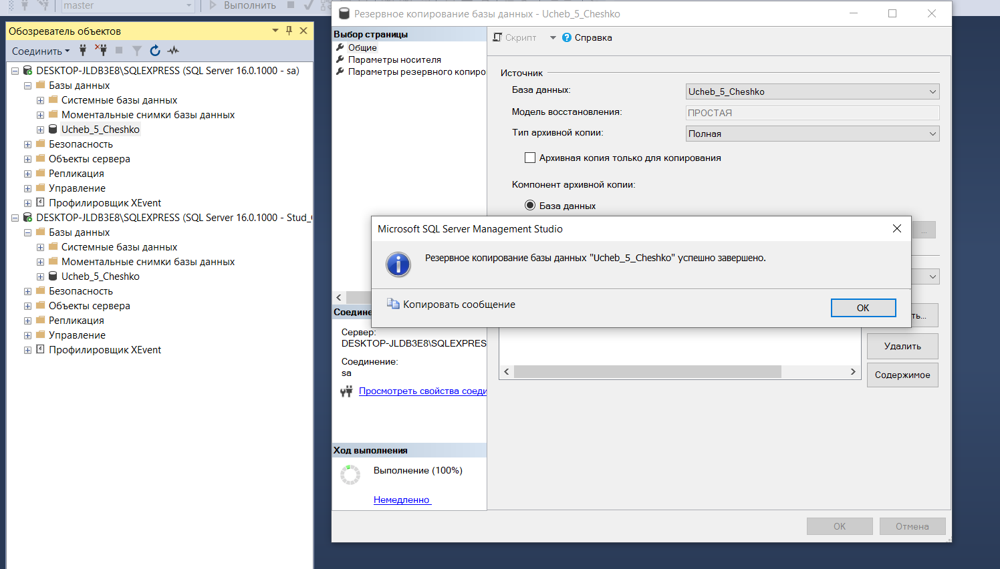 master
Выполнить
Обозреватель объектов
Соединить
DESKTOP-JLDB3E8\SQLEXPRESS (SQL Server 16.0.1000 - sa)
Базы данных
Системные базы данных
Моментальные снимки базы данных
Ucheb_5_Cheshko
Безопасность
Объекты сервера
Репликация
Управление
Профилировщик XEvent
DESKTOP-JLDB3E8\SQLEXPRESS (SQL Server 16.0.1000 - Stud_
Базы данных
Системные базы данных
Моментальные снимки базы данных
Ucheb_5_Cheshko
Безопасность
Объекты сервера
Репликация
Управление
Профилировщик XEvent
Резервное копирование базы данных - Ucheb_5_Cheshko
Выбор страницы
Общие
Параметры носителя
Параметры резервного копиро
Скрипт
Справка
Источник
База данных:
Ucheb_5_Cheshko
Модель восстановления:
ПРОСТАЯ
Тип архивной копии:
Полная
Архивная копия только для копирования
Компонент архивной копии:
База данных
...
Microsoft SQL Server Management Studio
Резервное копирование базы данных "Ucheb_5_Cheshko" успешно завершено.
Копировать сообщение
ОК
ть...
Удалить
Содержимое
Соедине
Сервер:
DESKTOP-JLDB3E8\SQLEXPRES
Соединение:
sa
Просмотреть свойства соеди
Ход выполнения
Выполнение (100%)
Немедленно
ОК
Отмена